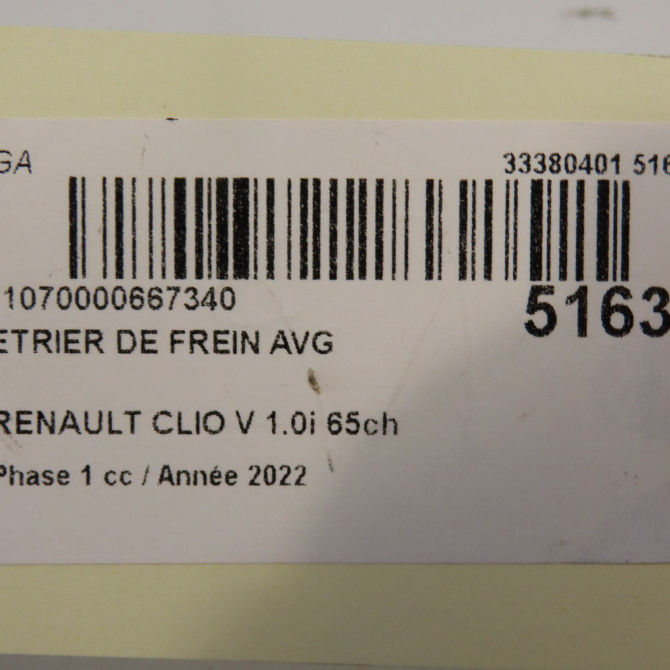 GA 33380401 516
1070000667340
5163
ETRIER DE FREIN AVG
RENAULT CLIO V 1.0i 65ch
Phase 1 cc / Année 2022